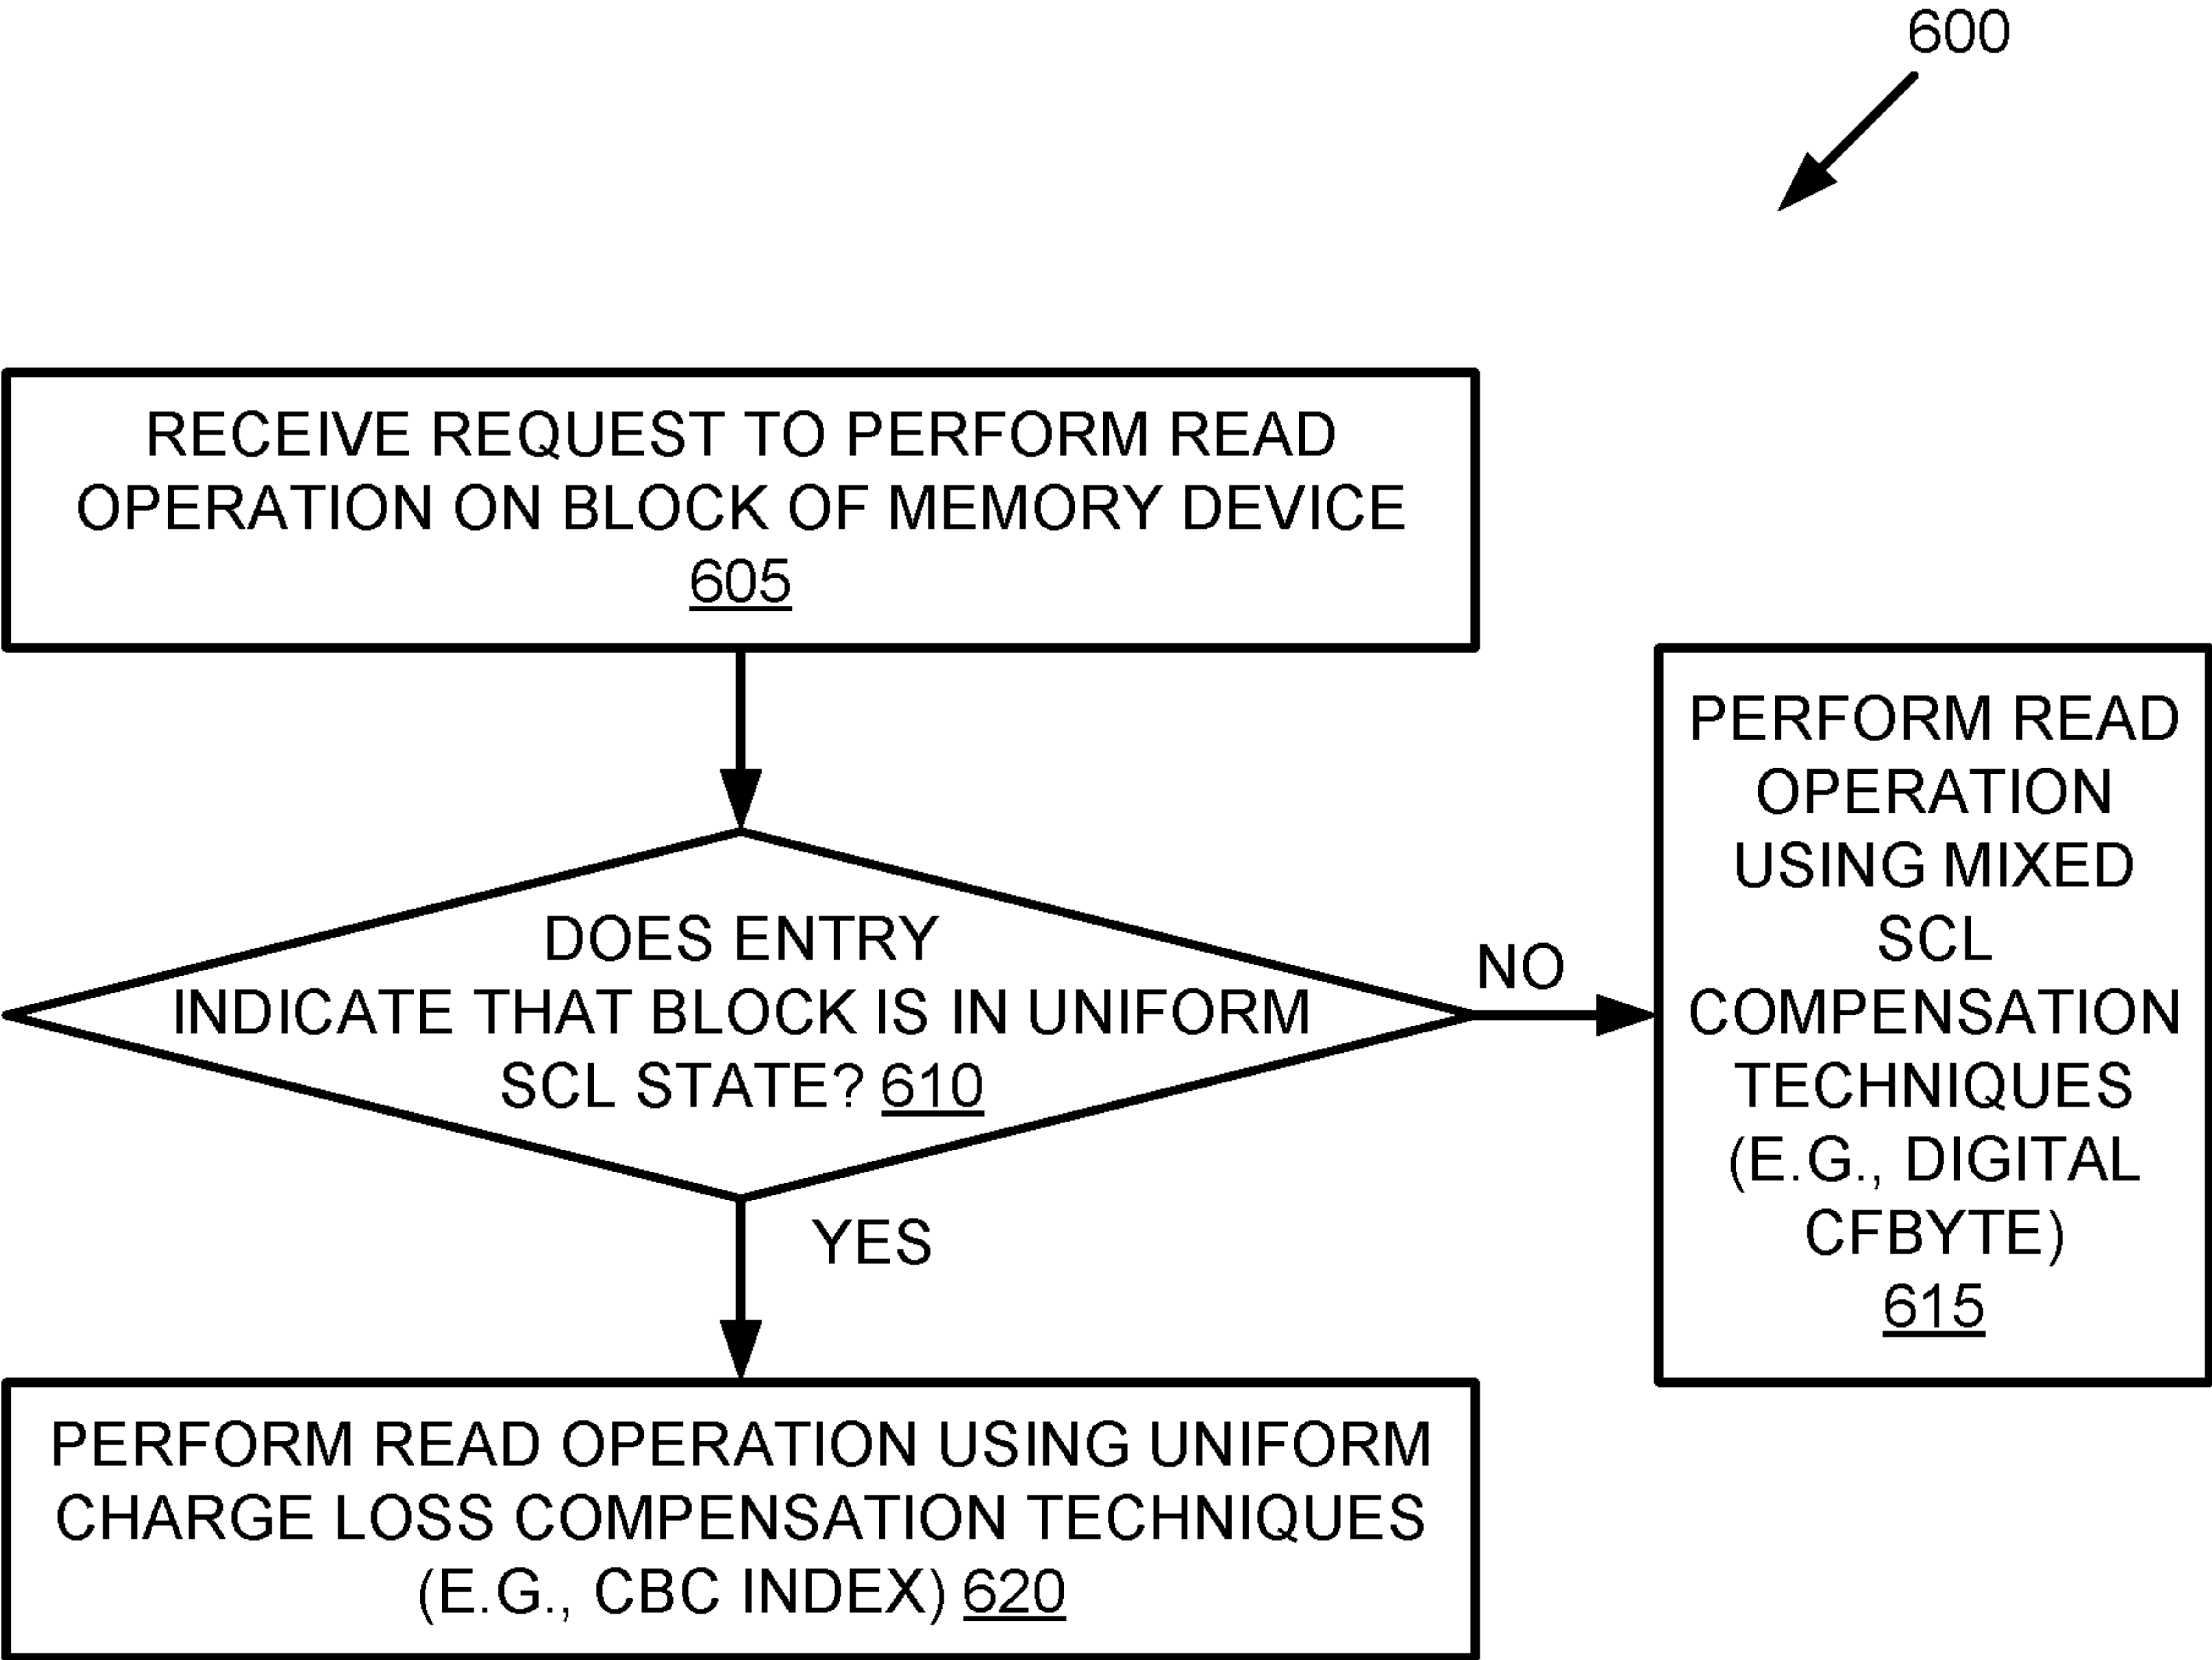 600
RECEIVE REQUEST TO PERFORM READ
OPERATION ON BLOCK OF MEMORY DEVICE
605
DOES ENTRY
INDICATE THAT BLOCK IS IN UNIFORM
SCL STATE? 610
NO
PERFORM READ
OPERATION
USING MIXED
SCL
COMPENSATION
TECHNIQUES
(E.G., DIGITAL
CFBYTE)
615
YES
PERFORM READ OPERATION USING UNIFORM
CHARGE LOSS COMPENSATION TECHNIQUES
(E.G., CBC INDEX) 620